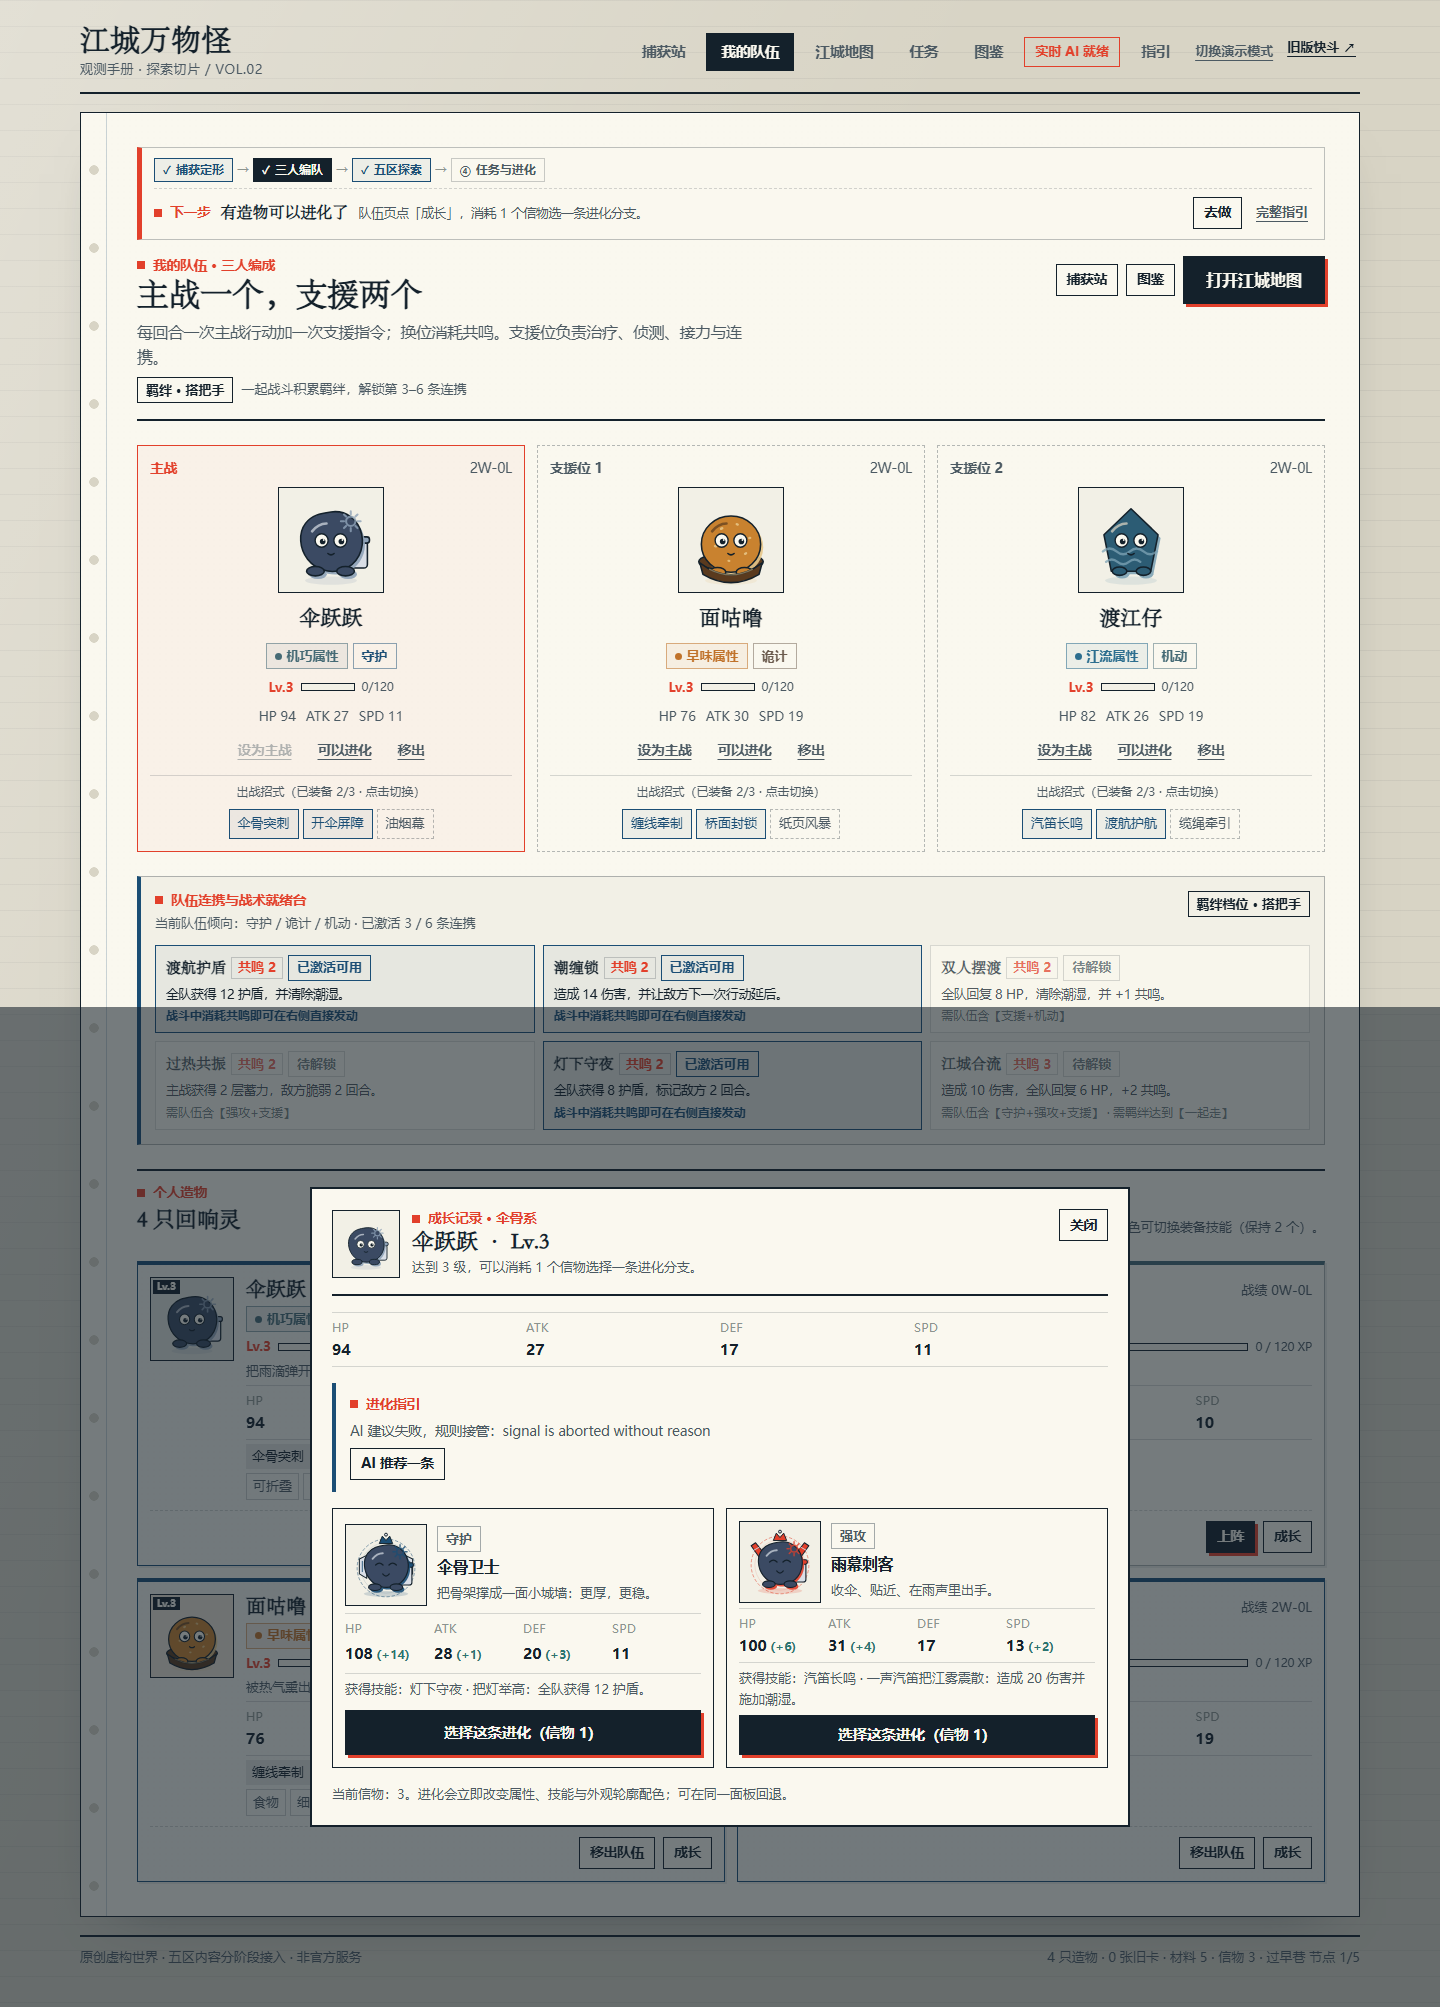 江城万物怪
观测手册 · 探索切片 / VOL.02
捕获站
我的队伍
江城地图
任务
图鉴
实时 AI 就绪
指引
切换演示模式
旧版快斗 ↗
✓ 捕获定形 → ✓ 三人编队 → ✓ 五区探索 → ④ 任务与进化
下一步 有造物可以进化了 队伍页点「成长」，消耗 1 个信物选一条进化分支。
去做
完整指引
我的队伍 • 三人编成
主战一个，支援两个
每回合一次主战行动加一次支援指令；换位消耗共鸣。支援位负责治疗、侦测、接力与连
携。
羁绊 • 搭把手 一起战斗积累羁绊，解锁第 3–6 条连携
捕获站
图鉴
打开江城地图
主战 2W-0L
伞跃跃
机巧属性 守护
Lv.3 0/120
HP 94 ATK 27 SPD 11
设为主战 可以进化 移出
出战招式（已装备 2/3 · 点击切换）
伞骨突刺 开伞屏障 油烟幕
支援位 1 2W-0L
面咕噜
早味属性 诡计
Lv.3 0/120
HP 76 ATK 30 SPD 19
设为主战 可以进化 移出
出战招式（已装备 2/3 · 点击切换）
缠线牵制 桥面封锁 纸页风暴
支援位 2 2W-0L
渡江仔
江流属性 机动
Lv.3 0/120
HP 82 ATK 26 SPD 19
设为主战 可以进化 移出
出战招式（已装备 2/3 · 点击切换）
汽笛长鸣 渡航护航 缆绳牵引
队伍连携与战术就绪台
当前队伍倾向：守护 / 诡计 / 机动 · 已激活 3 / 6 条连携
羁绊档位 • 搭把手
渡航护盾 共鸣 2 已激活可用
全队获得 12 护盾，并清除潮湿。
战斗中消耗共鸣即可在右侧直接发动
潮缠锁 共鸣 2 已激活可用
造成 14 伤害，并让敌方下一次行动延后。
战斗中消耗共鸣即可在右侧直接发动
双人摆渡 共鸣 2 待解锁
全队回复 8 HP，清除潮湿，并 +1 共鸣。
需队伍含【支援+机动】
过热共振 共鸣 2 待解锁
主战获得 2 层蓄力，敌方脆弱 2 回合。
需队伍含【强攻+支援】
灯下守夜 共鸣 2 已激活可用
全队获得 8 护盾，标记敌方 2 回合。
战斗中消耗共鸣即可在右侧直接发动
江城合流 共鸣 3 待解锁
造成 10 伤害，全队回复 6 HP，+2 共鸣。
需队伍含【守护+强攻+支援】 · 需羁绊达到【一起走】
个人造物
4 只回响灵
色可切换装备技能（保持 2 个）。
Lv.3
伞跃跃
机巧属
Lv.3
把雨滴弹开
HP
94
伞骨突刺
可折叠
战绩 0W-0L
0 / 120 XP
SPD
10
上阵 成长
Lv.3
面咕噜
早味属
Lv.3
被热气熏出
HP
76
缠线牵制
食物 细
移出队伍 成长
战绩 2W-0L
0 / 120 XP
SPD
19
移出队伍 成长
成长记录 • 伞骨系
伞跃跃 · Lv.3
达到 3 级，可以消耗 1 个信物选择一条进化分支。
关闭
HP ATK DEF SPD
94 27 17 11
进化指引
AI 建议失败，规则接管：signal is aborted without reason
AI 推荐一条
守护
伞骨卫士
把骨架撑成一面小城墙：更厚，更稳。
HP ATK DEF SPD
108 (+14) 28 (+1) 20 (+3) 11
获得技能：灯下守夜 · 把灯举高：全队获得 12 护盾。
选择这条进化（信物 1）
强攻
雨幕刺客
收伞、贴近、在雨声里出手。
HP ATK DEF SPD
100 (+6) 31 (+4) 17 13 (+2)
获得技能：汽笛长鸣 · 一声汽笛把江雾震散：造成 20 伤害并
施加潮湿。
选择这条进化（信物 1）
当前信物：3。进化会立即改变属性、技能与外观轮廓配色；可在同一面板回退。
原创虚构世界 · 五区内容分阶段接入 · 非官方服务
4 只造物 · 0 张旧卡 · 材料 5 · 信物 3 · 过早巷 节点 1/5